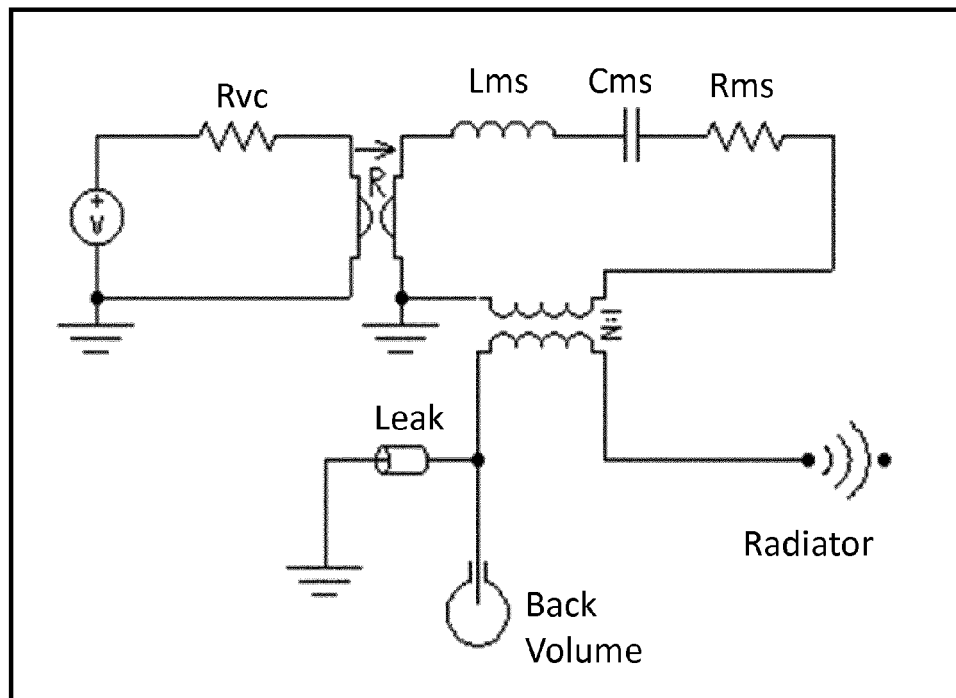 Rvc
Lms
Cms
Rms
+
V
R
N:1
Leak
Radiator
Back
Volume